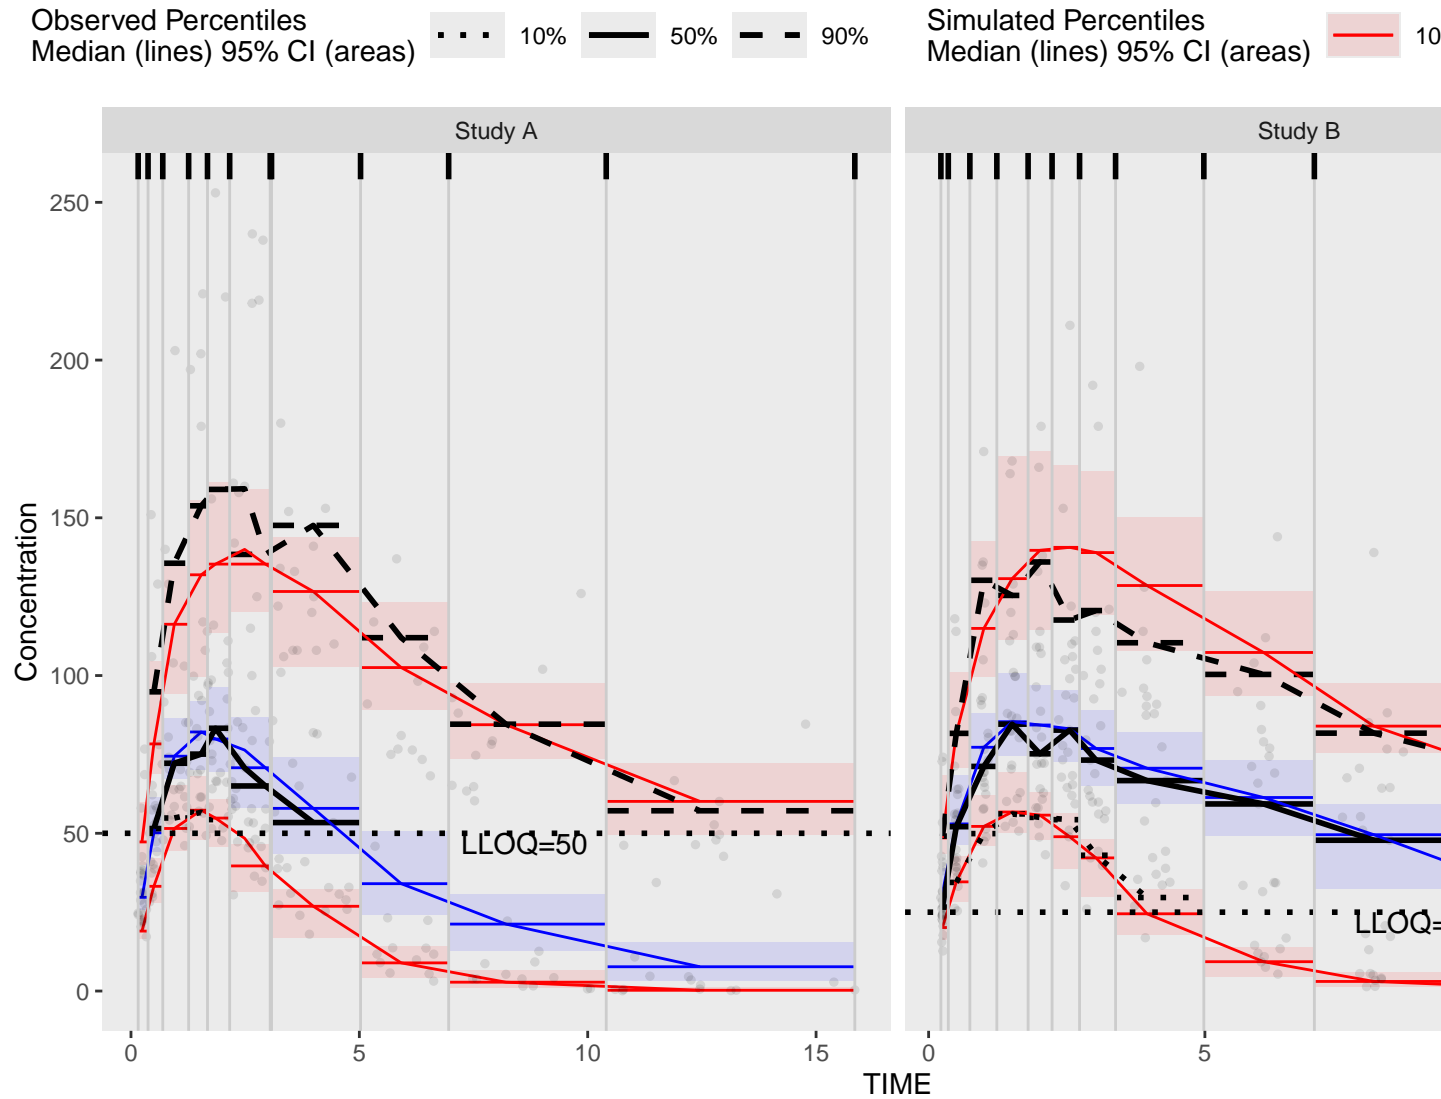 Observed Percentiles
Median (lines) 95% CI (areas)
10%
50%
90%
Simulated Percentiles
Median (lines) 95% CI (areas)
10
Study A
Study B
Concentration
250
200
150
100
50
0
LLOQ=50
LLOQ=
0
5
10
15
0
5
TIME